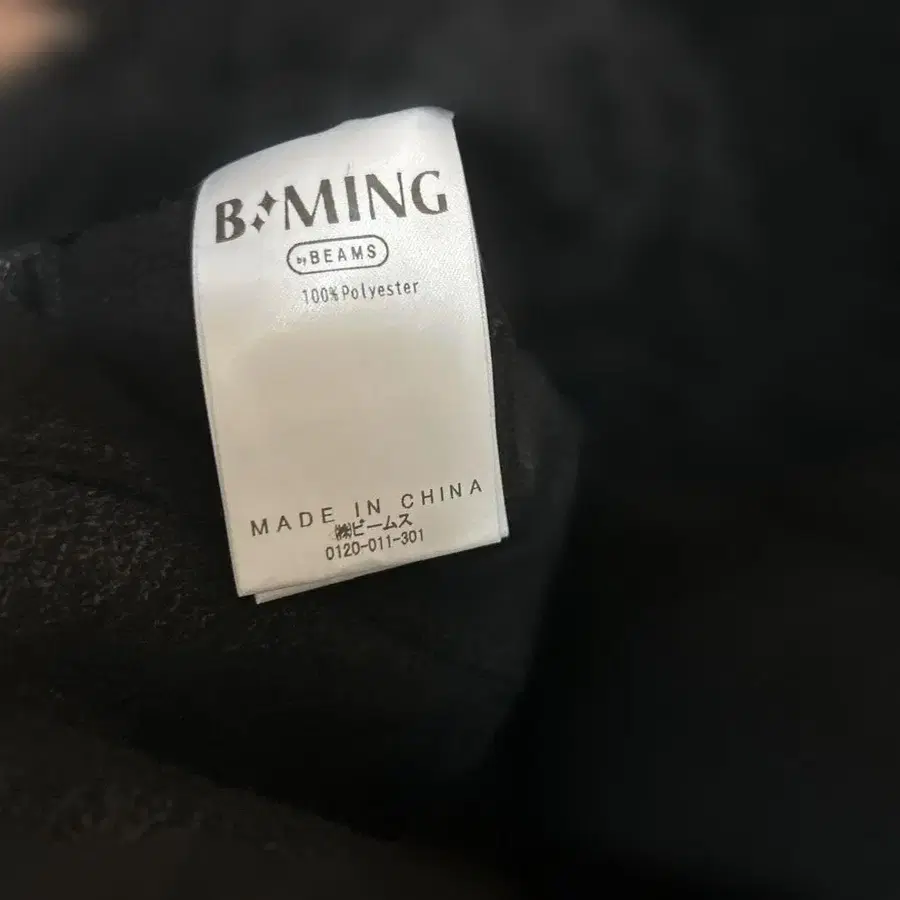 B:MING
by BEAMS
100% Polyester
MADE IN CHINA
㈱ビームス
0120-011-301